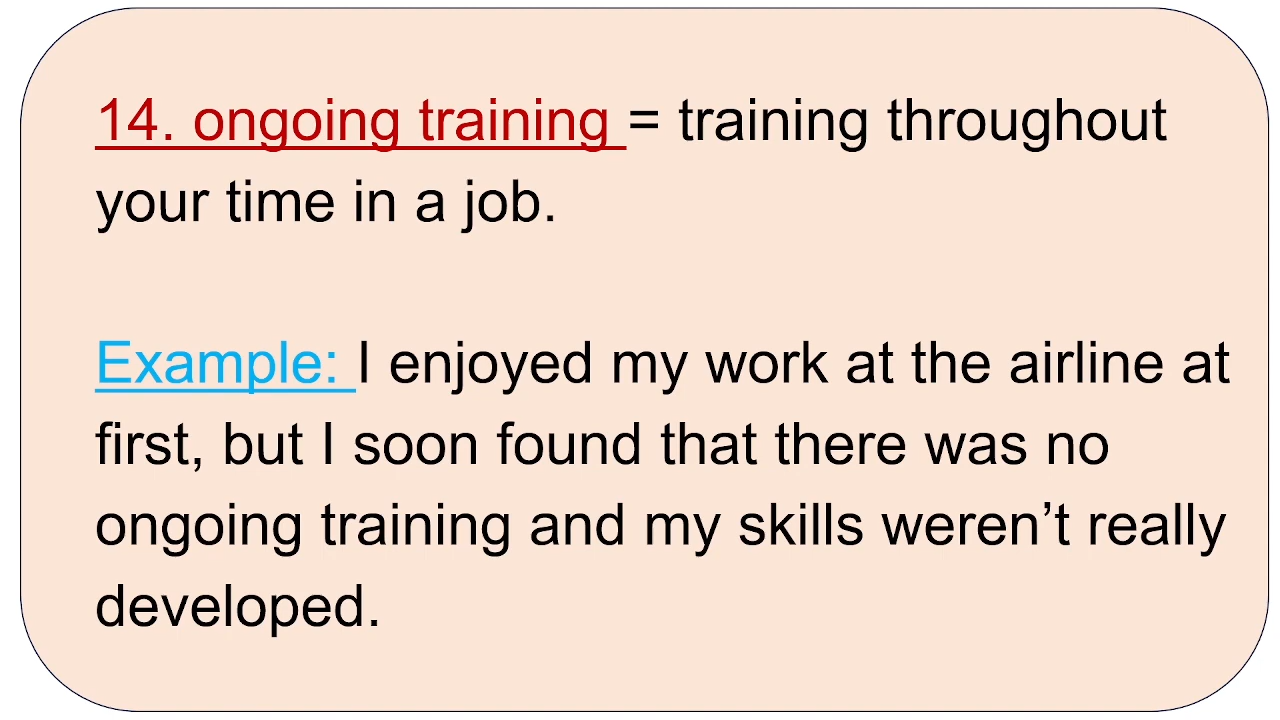 14. ongoing training = training throughout
your time in a job.
Example: I enjoyed my work at the airline at
first, but I soon found that there was no
ongoing training and my skills weren’t really
developed.